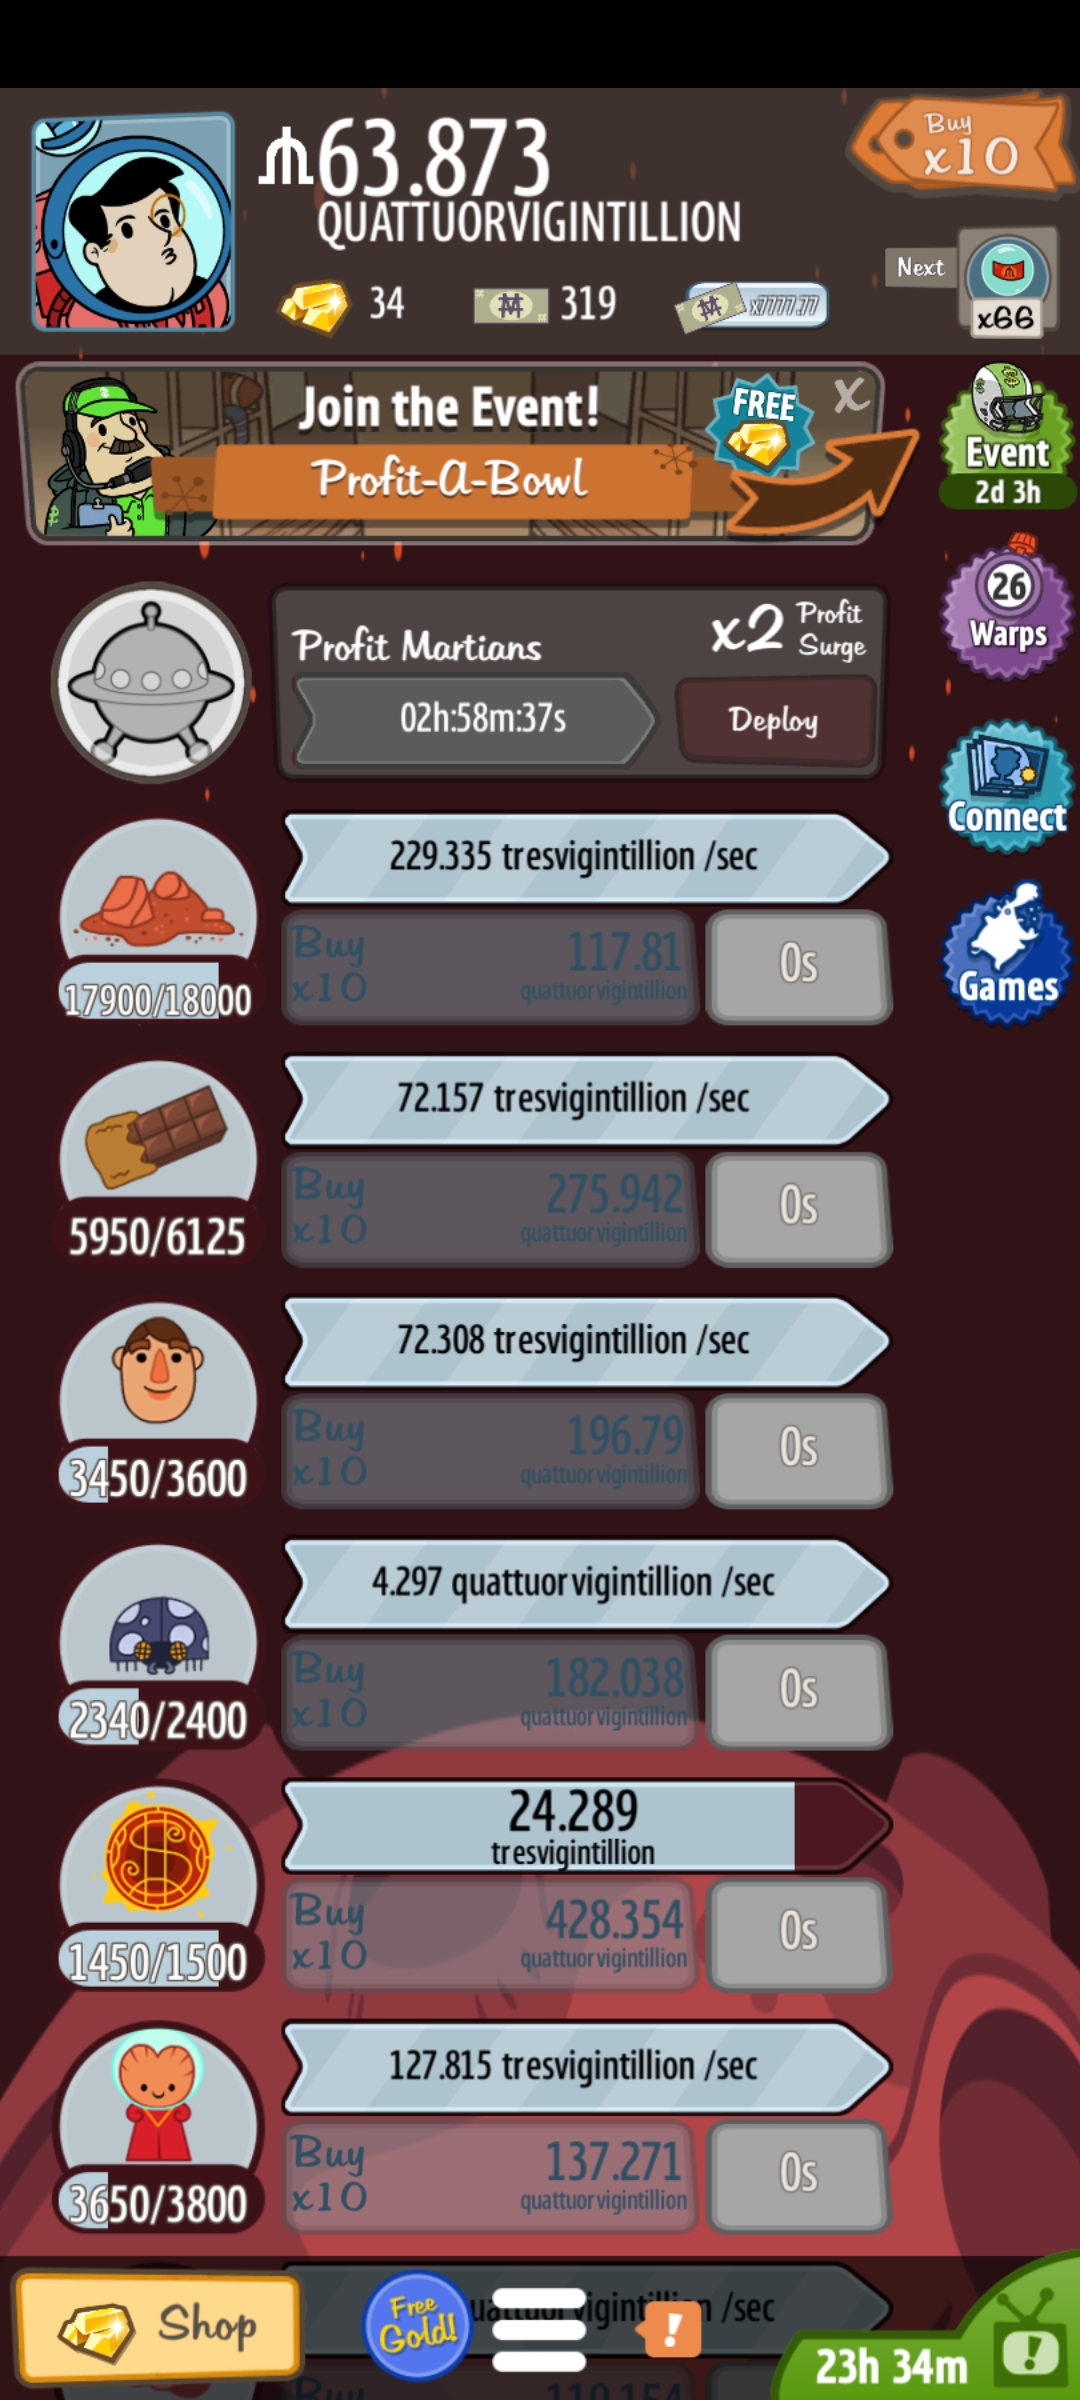 63.873
QUATTUORVIGINTILLION
Buy
x10
34
319
x7777.77
Next
x66
Join the Event!
Profit-A-Bowl
FREE
X
Event
2d 3h
Profit Martians
x2 Profit Surge
02h:58m:37s
Deploy
26
Warps
Connect
Games
229.335 tresvigintillion /sec
17900/18000
Buy x10
117.81
quattuorvigintillion
0s
72.157 tresvigintillion /sec
5950/6125
Buy x10
275.942
quattuorvigintillion
0s
72.308 tresvigintillion /sec
3450/3600
Buy x10
196.79
quattuorvigintillion
0s
4.297 quattuorvigintillion /sec
2340/2400
Buy x10
182.038
quattuorvigintillion
0s
24.289
tresvigintillion
1450/1500
Buy x10
428.354
quattuorvigintillion
0s
127.815 tresvigintillion /sec
3650/3800
Buy x10
137.271
quattuorvigintillion
0s
Shop
Free
Gold!
/sec
!
23h 34m
!
Buy